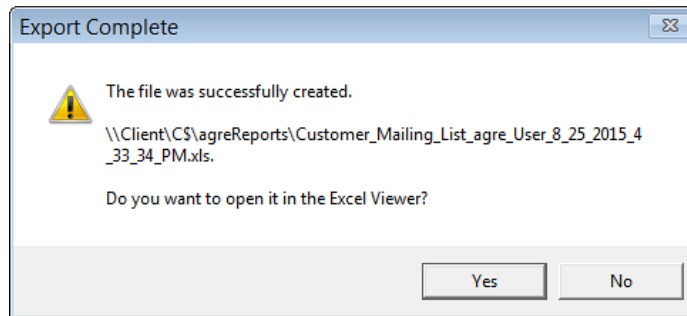 Export Complete
The file was successfully created.
\\Client\C$\agreReports\Customer_Mailing_List_agre_User_8_25_2015_4
_33_34_PM.xls.
Do you want to open it in the Excel Viewer?
Yes
No